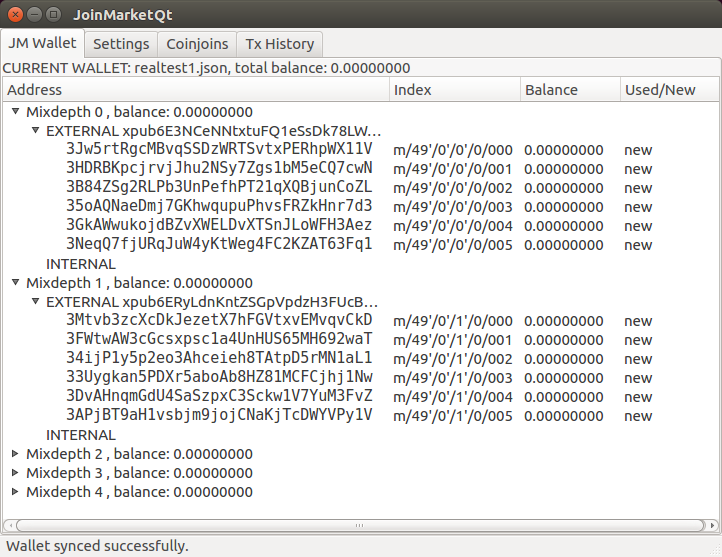 JoinMarketQt
JM Wallet Settings Coinjoins Tx History
CURRENT WALLET: realtest1.json, total balance: 0.00000000
Address Index Balance Used/New
Mixdepth 0 , balance: 0.00000000
EXTERNAL xpub6E3NCeNNtxtuFQ1eSsDk78LW...
3Jw5rtRgcMBvqSSDzWRTSvtxPERhpWX11V m/49'/0'/0'/0/000 0.00000000 new
3HDRBKpcjrvjJhu2NSy7Zgs1bM5eCQ7cwN m/49'/0'/0'/0/001 0.00000000 new
3B84ZSg2RLPb3UnPefhPT21qXQBjunCoZL m/49'/0'/0'/0/002 0.00000000 new
35oAQNaeDmj7GKhwqupuPhvsFRZkHnr7d3 m/49'/0'/0'/0/003 0.00000000 new
3GkAWwukojdBZvXWELDvXTSnJLoWFH3Aez m/49'/0'/0'/0/004 0.00000000 new
3NeqQ7fjURqJuW4yKtWeg4FC2KZAT63Fq1 m/49'/0'/0'/0/005 0.00000000 new
INTERNAL
Mixdepth 1 , balance: 0.00000000
EXTERNAL xpub6ERyLdnKntZSGpVpdzH3FUcB...
3Mtvb3zcXcDkJezetX7hFGVtxvEMvqvCkD m/49'/0'/1'/0/000 0.00000000 new
3FWtwAW3cGcsxpsc1a4UnHUS65MH692waT m/49'/0'/1'/0/001 0.00000000 new
34ijP1y5p2eo3Ahceieh8TAtpD5rMN1aL1 m/49'/0'/1'/0/002 0.00000000 new
33Uygkan5PDXr5aboAb8HZ81MCFCjhj1Nw m/49'/0'/1'/0/003 0.00000000 new
3DvAHnqmGdU4SaSzpxC3Sckw1V7YuM3FvZ m/49'/0'/1'/0/004 0.00000000 new
3APjBT9aH1vsbjm9jojCNaKjTcDWYVPy1V m/49'/0'/1'/0/005 0.00000000 new
INTERNAL
Mixdepth 2 , balance: 0.00000000
Mixdepth 3 , balance: 0.00000000
Mixdepth 4 , balance: 0.00000000
Wallet synced successfully.